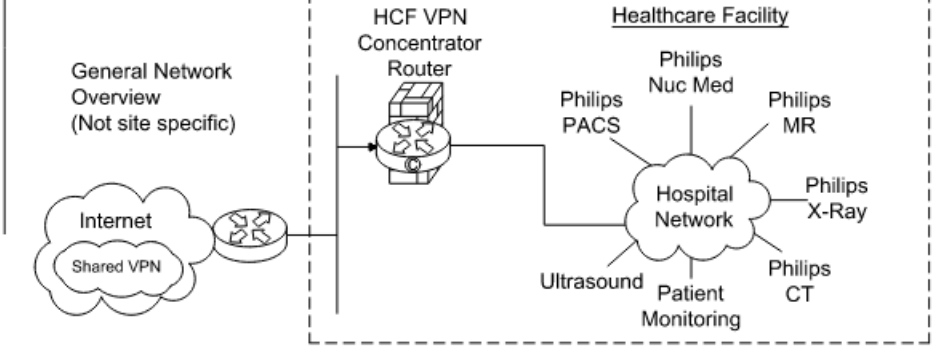 General Network
Overview
(Not site specific)
Internet
Shared VPN
HCF VPN
Concentrator
Router
Healthcare Facility
Philips
Nuc Med
Philips
PACS
Philips
MR
Hospital
Network
Philips
X-Ray
Ultrasound
Patient
Monitoring
Philips
CT
C